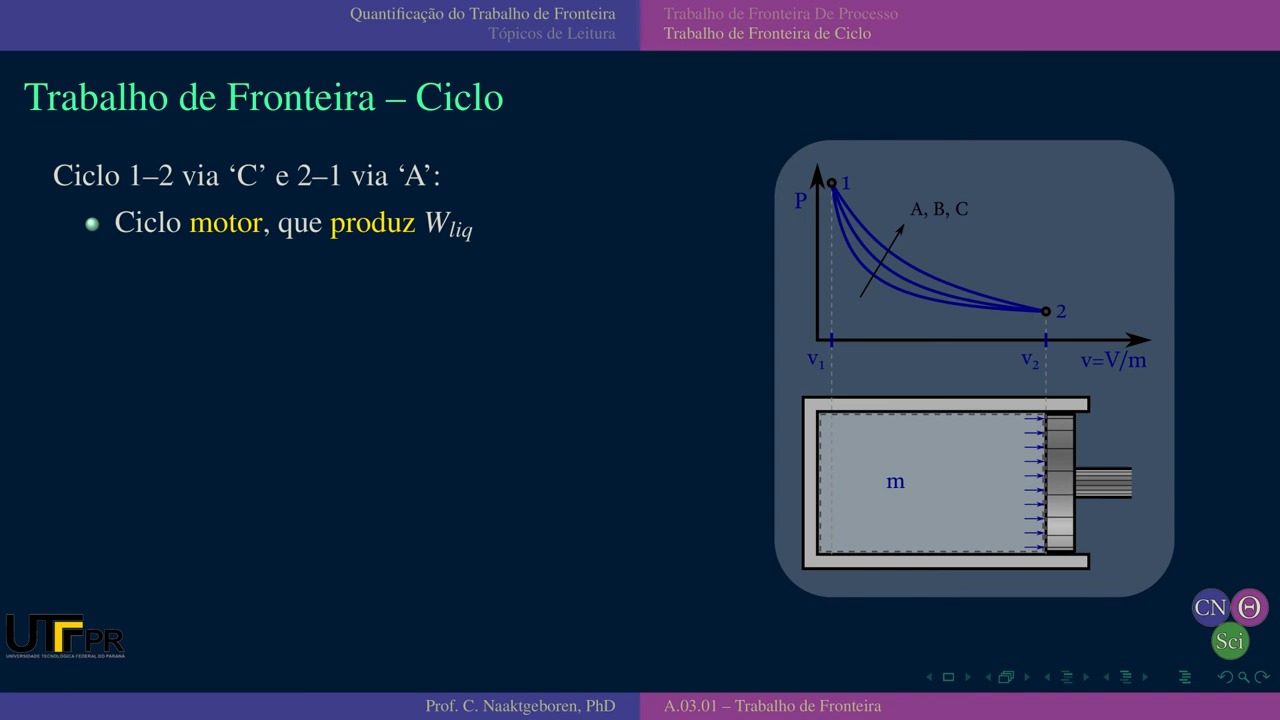 Quantificação do Trabalho de Fronteira
Tópicos de Leitura
Trabalho de Fronteira De Processo
Trabalho de Fronteira de Ciclo
Trabalho de Fronteira – Ciclo
Ciclo 1–2 via ‘C’ e 2–1 via ‘A’:
Ciclo motor, que produz Wliq
P
1
A, B, C
2
v1
v2
v=V/m
m
UTFPR
UNIVERSIDADE TECNOLÓGICA FEDERAL DO PARANÁ
CN Θ
Sci
Prof. C. Naaktgeboren, PhD
A.03.01 – Trabalho de Fronteira